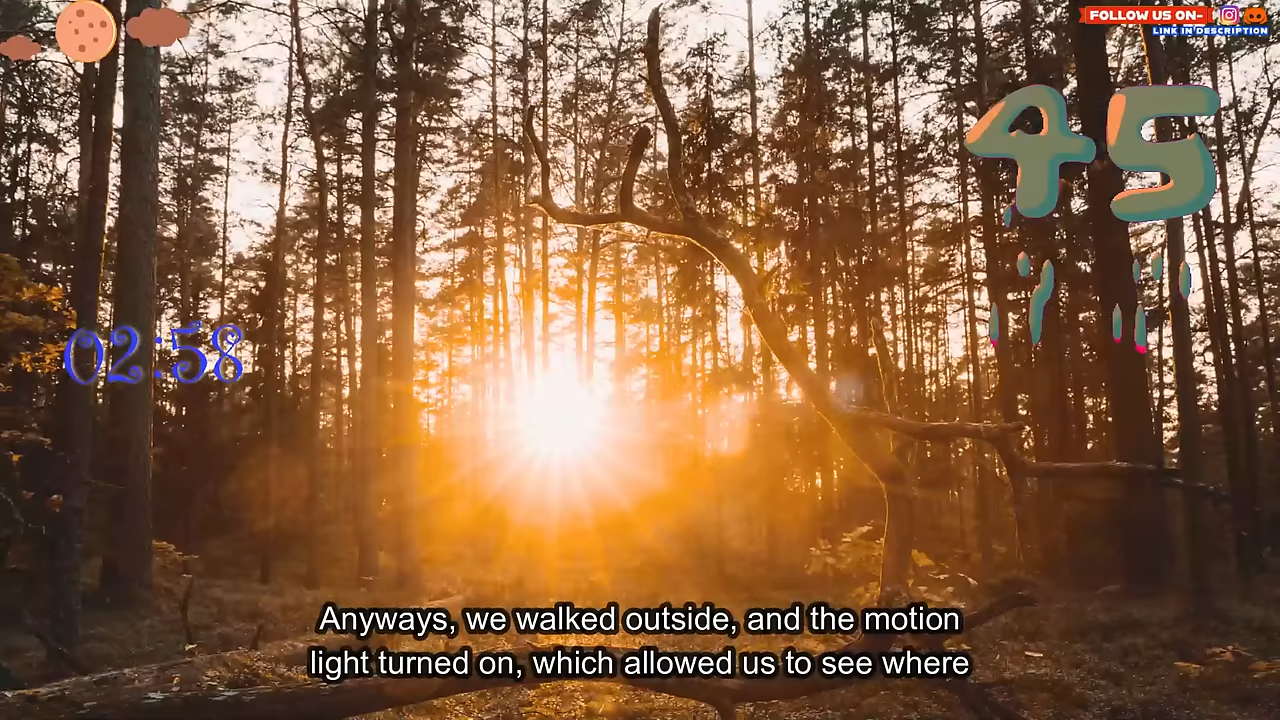 FOLLOW US ON-
LINK IN DESCRIPTION
45
02:58
Anyways, we walked outside, and the motion
light turned on, which allowed us to see where